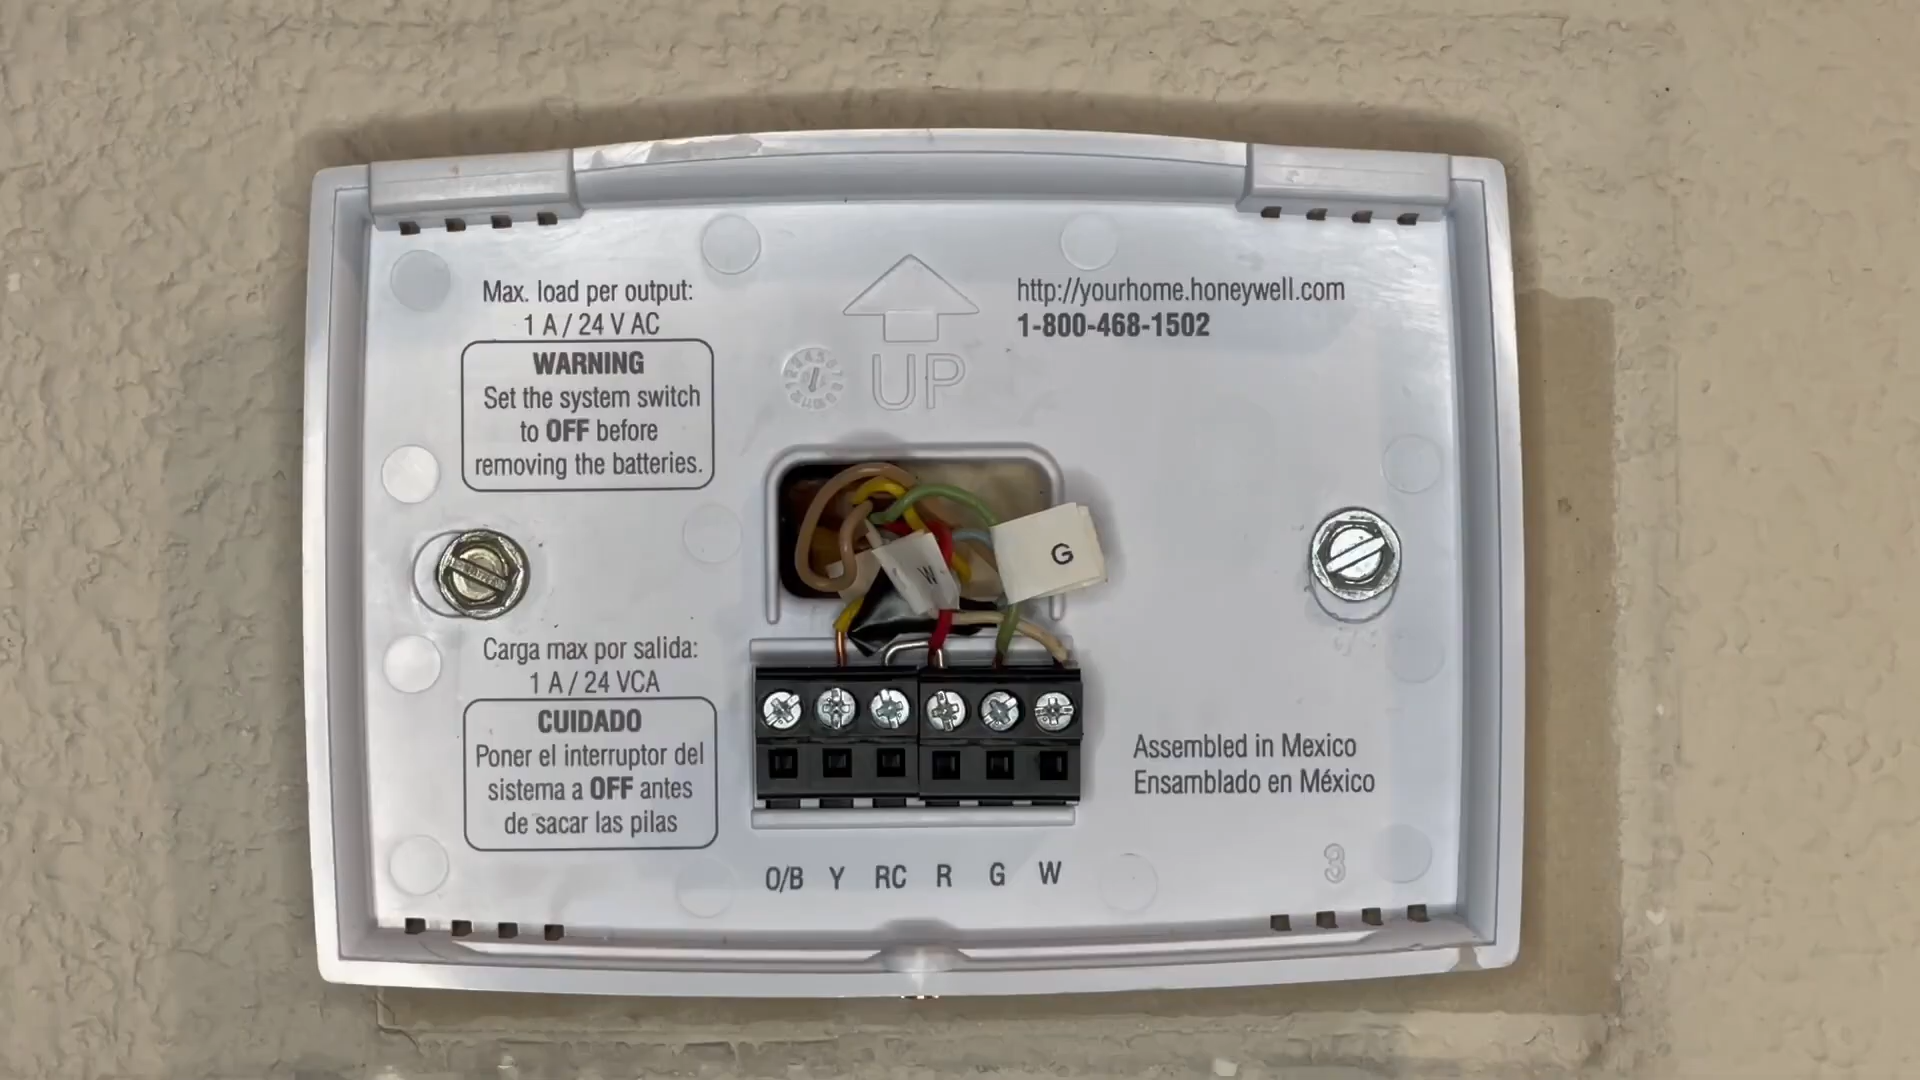 Max. load per output:
1 A / 24 V AC
WARNING
Set the system switch
to OFF before
removing the batteries.
UP
http://yourhome.honeywell.com
1-800-468-1502
G
W
Carga max por salida:
1 A / 24 VCA
CUIDADO
Poner el interruptor del
sistema a OFF antes
de sacar las pilas
Assembled in Mexico
Ensamblado en México
O/B Y RC R G W
3